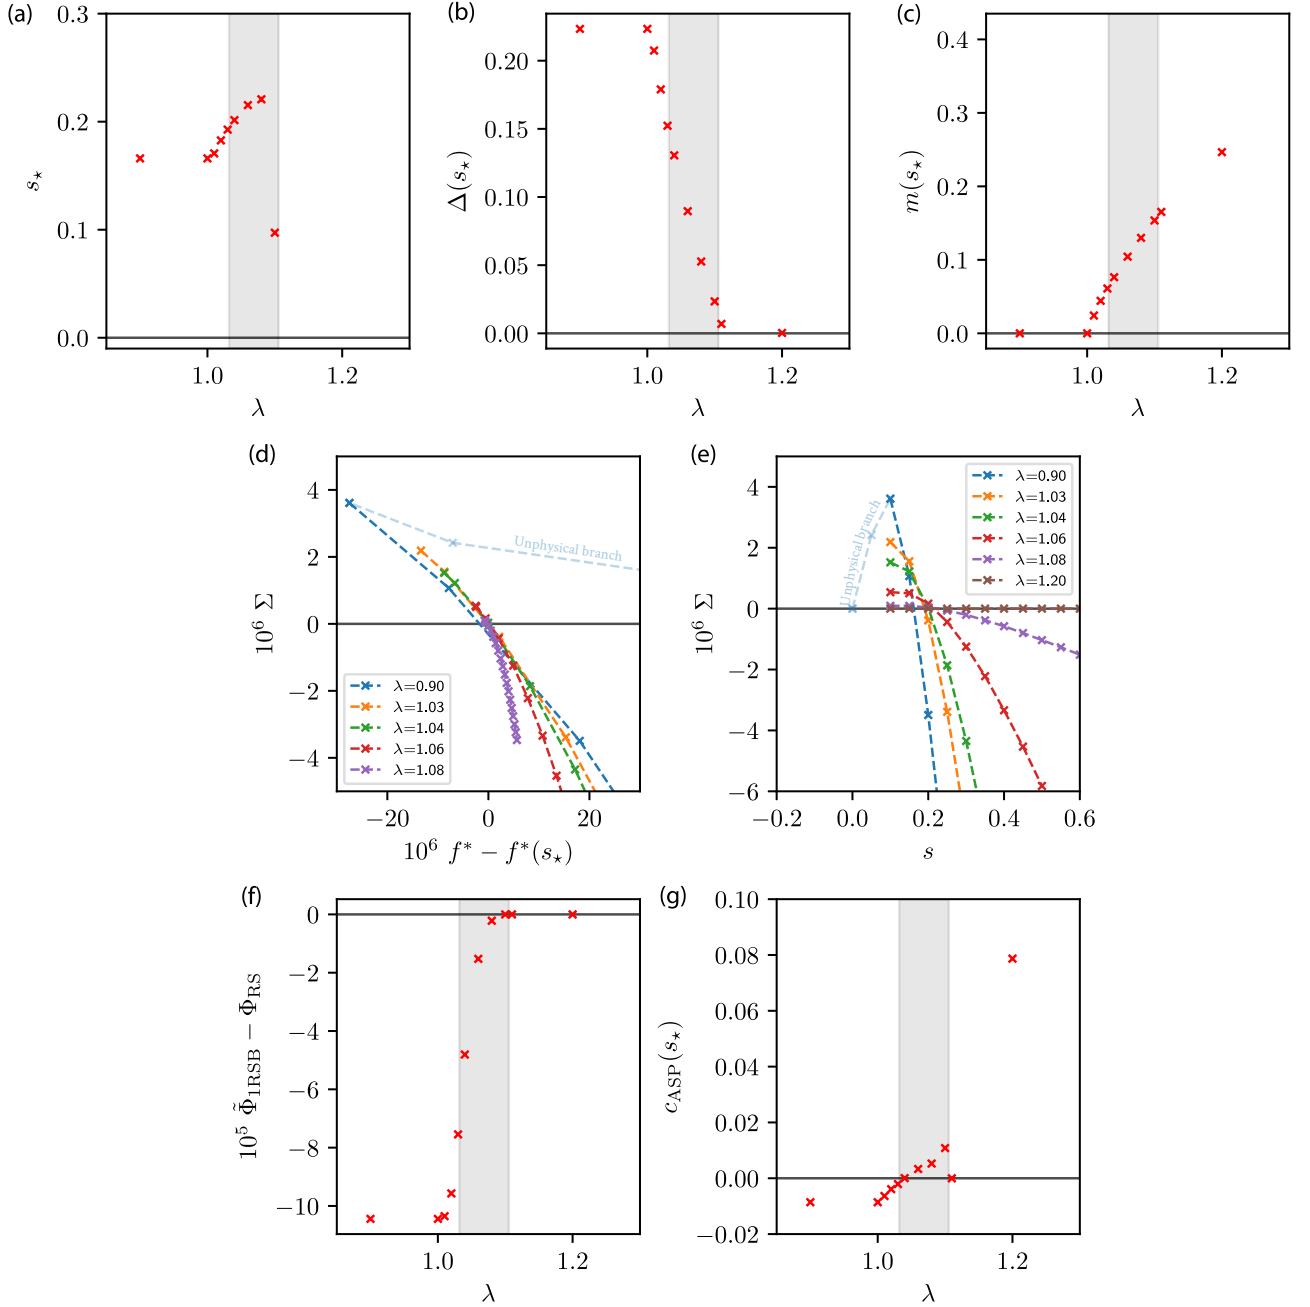 (a)
0.3
0.2
0.1
0.0
s⋆
1.0
1.2
λ
(b)
0.20
0.15
0.10
0.05
0.00
Δ(s⋆)
1.0
1.2
λ
(c)
0.4
0.3
0.2
0.1
0.0
m(s⋆)
1.0
1.2
λ
(d)
4
2
0
−2
−4
10⁶ Σ
Unphysical branch
λ=0.90
λ=1.03
λ=1.04
λ=1.06
λ=1.08
−20
0
20
10⁶ f* − f*(s⋆)
(e)
4
2
0
−2
−4
−6
10⁶ Σ
Unphysical branch
λ=0.90
λ=1.03
λ=1.04
λ=1.06
λ=1.08
λ=1.20
−0.2
0.0
0.2
0.4
0.6
s
(f)
0
−2
−4
−6
−8
−10
10⁵ Φ̃1RSB − ΦRS
1.0
1.2
λ
(g)
0.10
0.08
0.06
0.04
0.02
0.00
−0.02
cASP(s⋆)
1.0
1.2
λ